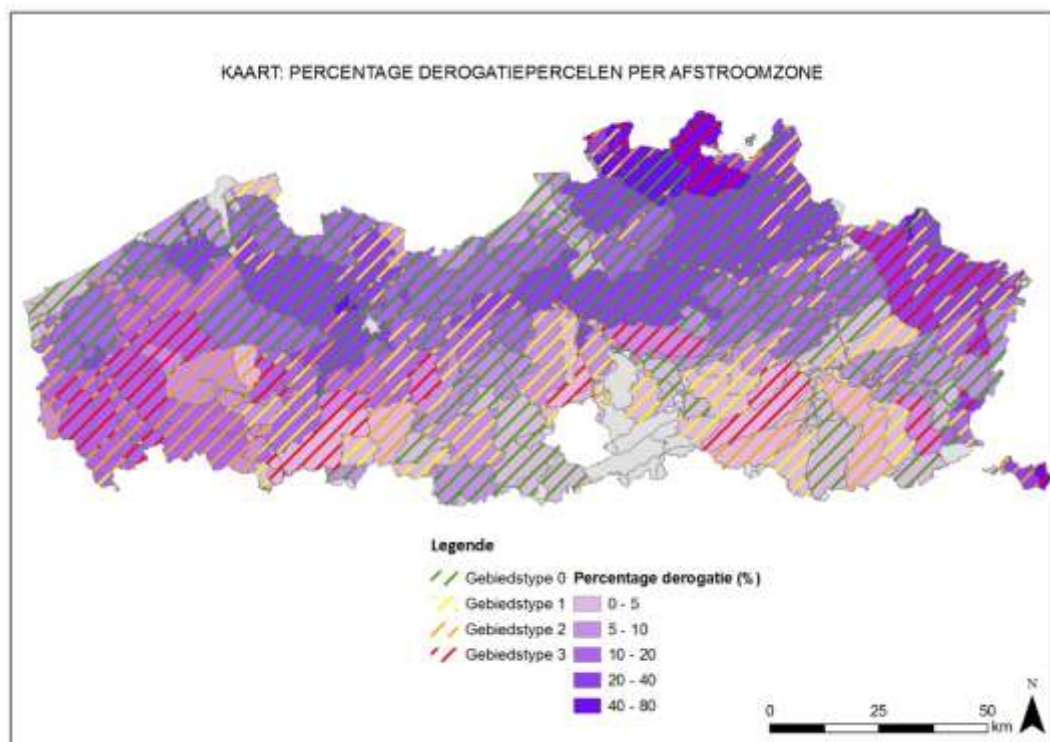 KAART: PERCENTAGE DEROGATIEPERCELEN PER AFSTROOMZONE
Legende
Gebiedstype 0
Gebiedstype 1
Gebiedstype 2
Gebiedstype 3
Percentage derogatie (%)
0 - 5
5 - 10
10 - 20
20 - 40
40 - 80
N
0 25 50
km